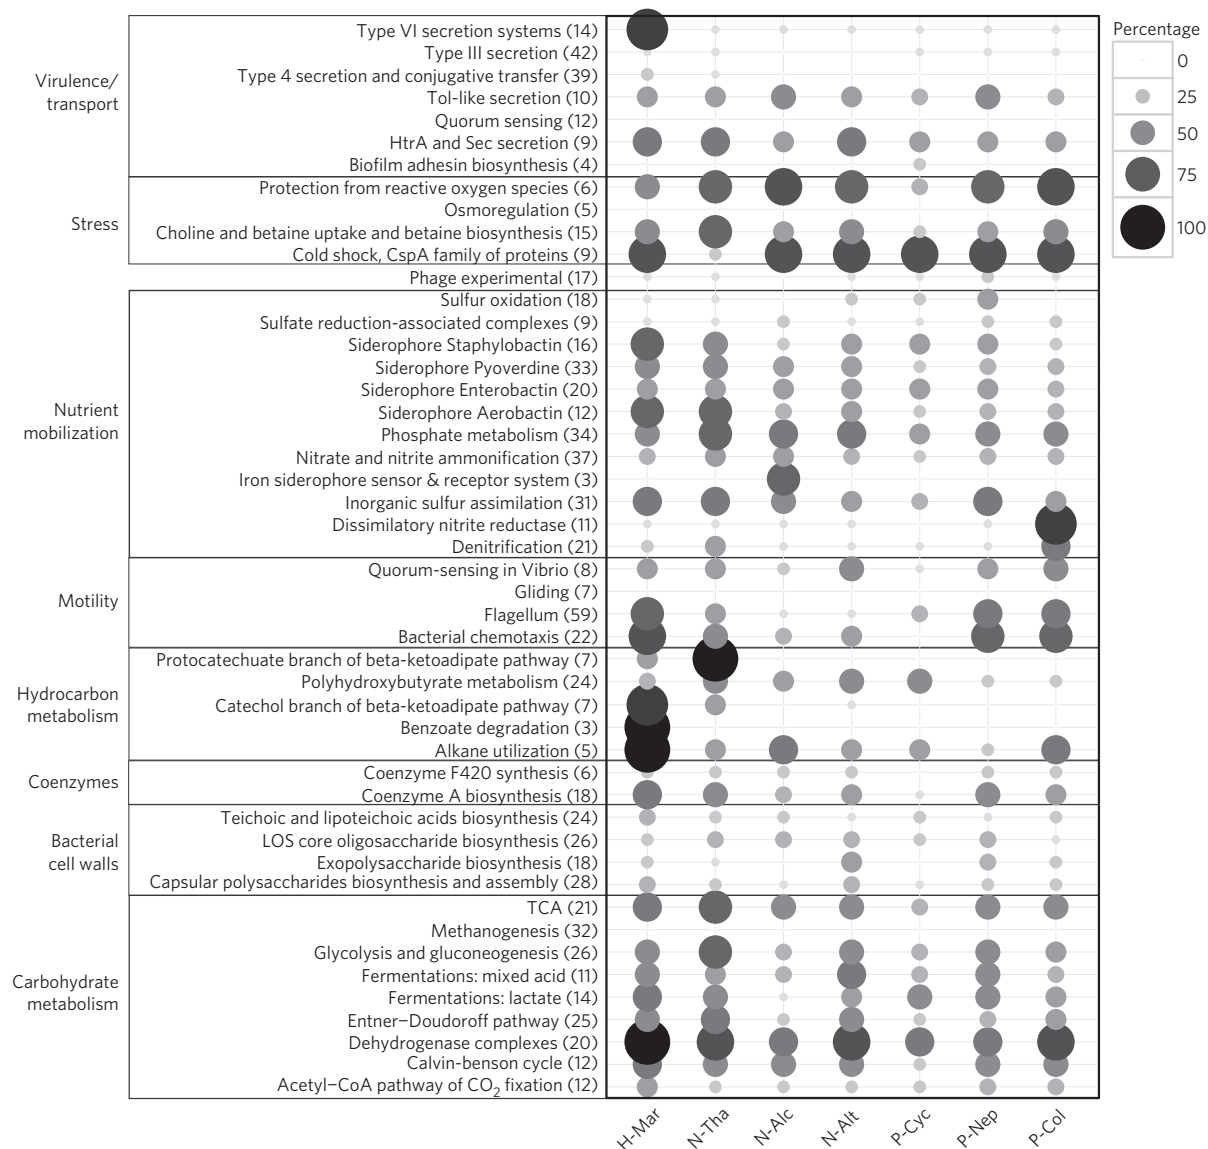 Percentage
0
25
50
75
100
Virulence/
transport
Type VI secretion systems (14)
Type III secretion (42)
Type 4 secretion and conjugative transfer (39)
Tol-like secretion (10)
Quorum sensing (12)
HtrA and Sec secretion (9)
Biofilm adhesin biosynthesis (4)
Stress
Protection from reactive oxygen species (6)
Osmoregulation (5)
Choline and betaine uptake and betaine biosynthesis (15)
Cold shock, CspA family of proteins (9)
Phage experimental (17)
Nutrient
mobilization
Sulfur oxidation (18)
Sulfate reduction-associated complexes (9)
Siderophore Staphylobactin (16)
Siderophore Pyoverdine (33)
Siderophore Enterobactin (20)
Siderophore Aerobactin (12)
Phosphate metabolism (34)
Nitrate and nitrite ammonification (37)
Iron siderophore sensor & receptor system (3)
Inorganic sulfur assimilation (31)
Dissimilatory nitrite reductase (11)
Denitrification (21)
Motility
Quorum-sensing in Vibrio (8)
Gliding (7)
Flagellum (59)
Bacterial chemotaxis (22)
Hydrocarbon
metabolism
Protocatechuate branch of beta-ketoadipate pathway (7)
Polyhydroxybutyrate metabolism (24)
Catechol branch of beta-ketoadipate pathway (7)
Benzoate degradation (3)
Alkane utilization (5)
Coenzymes
Coenzyme F420 synthesis (6)
Coenzyme A biosynthesis (18)
Bacterial
cell walls
Teichoic and lipoteichoic acids biosynthesis (24)
LOS core oligosaccharide biosynthesis (26)
Exopolysaccharide biosynthesis (18)
Capsular polysaccharides biosynthesis and assembly (28)
Carbohydrate
metabolism
TCA (21)
Methanogenesis (32)
Glycolysis and gluconeogenesis (26)
Fermentations: mixed acid (11)
Fermentations: lactate (14)
Entner−Doudoroff pathway (25)
Dehydrogenase complexes (20)
Calvin-benson cycle (12)
Acetyl−CoA pathway of CO₂ fixation (12)
H-Mar
N-Tha
N-Alc
N-Alt
P-Cyc
P-Nep
P-Col